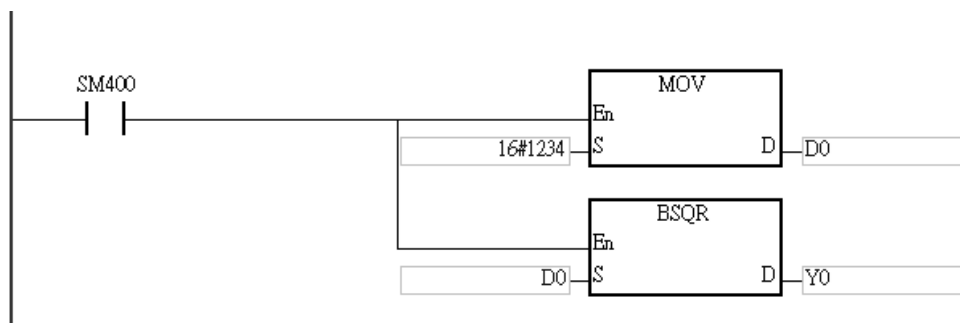 SM400
MOV
En
16#1234 S D D0
BSQR
En
D0 S D Y0